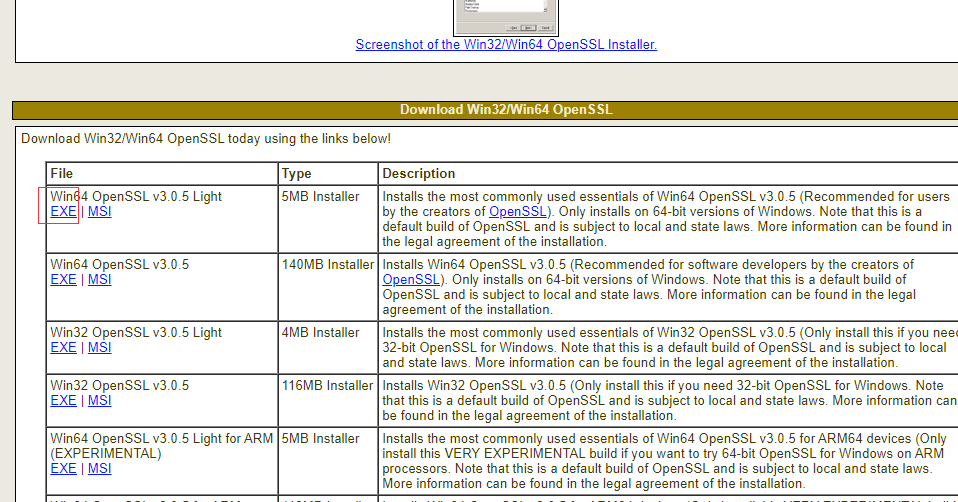 Screenshot of the Win32/Win64 OpenSSL Installer.
Download Win32/Win64 OpenSSL
Download Win32/Win64 OpenSSL today using the links below!
File Type Description
Win64 OpenSSL v3.0.5 Light
EXE | MSI
5MB Installer
Installs the most commonly used essentials of Win64 OpenSSL v3.0.5 (Recommended for users
by the creators of OpenSSL). Only installs on 64-bit versions of Windows. Note that this is a
default build of OpenSSL and is subject to local and state laws. More information can be found in
the legal agreement of the installation.
Win64 OpenSSL v3.0.5
EXE | MSI
140MB Installer
Installs Win64 OpenSSL v3.0.5 (Recommended for software developers by the creators of
OpenSSL). Only installs on 64-bit versions of Windows. Note that this is a default build of
OpenSSL and is subject to local and state laws. More information can be found in the legal
agreement of the installation.
Win32 OpenSSL v3.0.5 Light
EXE | MSI
4MB Installer
Installs the most commonly used essentials of Win32 OpenSSL v3.0.5 (Only install this if you need
32-bit OpenSSL for Windows. Note that this is a default build of OpenSSL and is subject to local
and state laws. More information can be found in the legal agreement of the installation.
Win32 OpenSSL v3.0.5
EXE | MSI
116MB Installer
Installs Win32 OpenSSL v3.0.5 (Only install this if you need 32-bit OpenSSL for Windows. Note
that this is a default build of OpenSSL and is subject to local and state laws. More information can
be found in the legal agreement of the installation.
Win64 OpenSSL v3.0.5 Light for ARM
(EXPERIMENTAL)
EXE | MSI
5MB Installer
Installs the most commonly used essentials of Win64 OpenSSL v3.0.5 for ARM64 devices (Only
install this VERY EXPERIMENTAL build if you want to try 64-bit OpenSSL for Windows on ARM
processors. Note that this is a default build of OpenSSL and is subject to local and state laws.
More information can be found in the legal agreement of the installation.